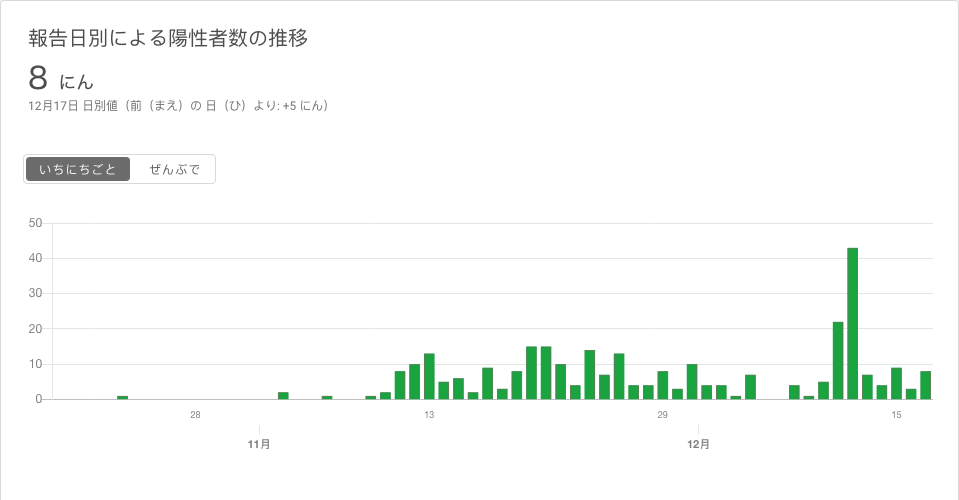 報告日別による陽性者数の推移
8 にん
12月17日 日別値（前（まえ）の 日（ひ）より: +5 にん）
いちにちごと ぜんぶで
50
40
30
20
10
0
28 13 29 15
11月 12月